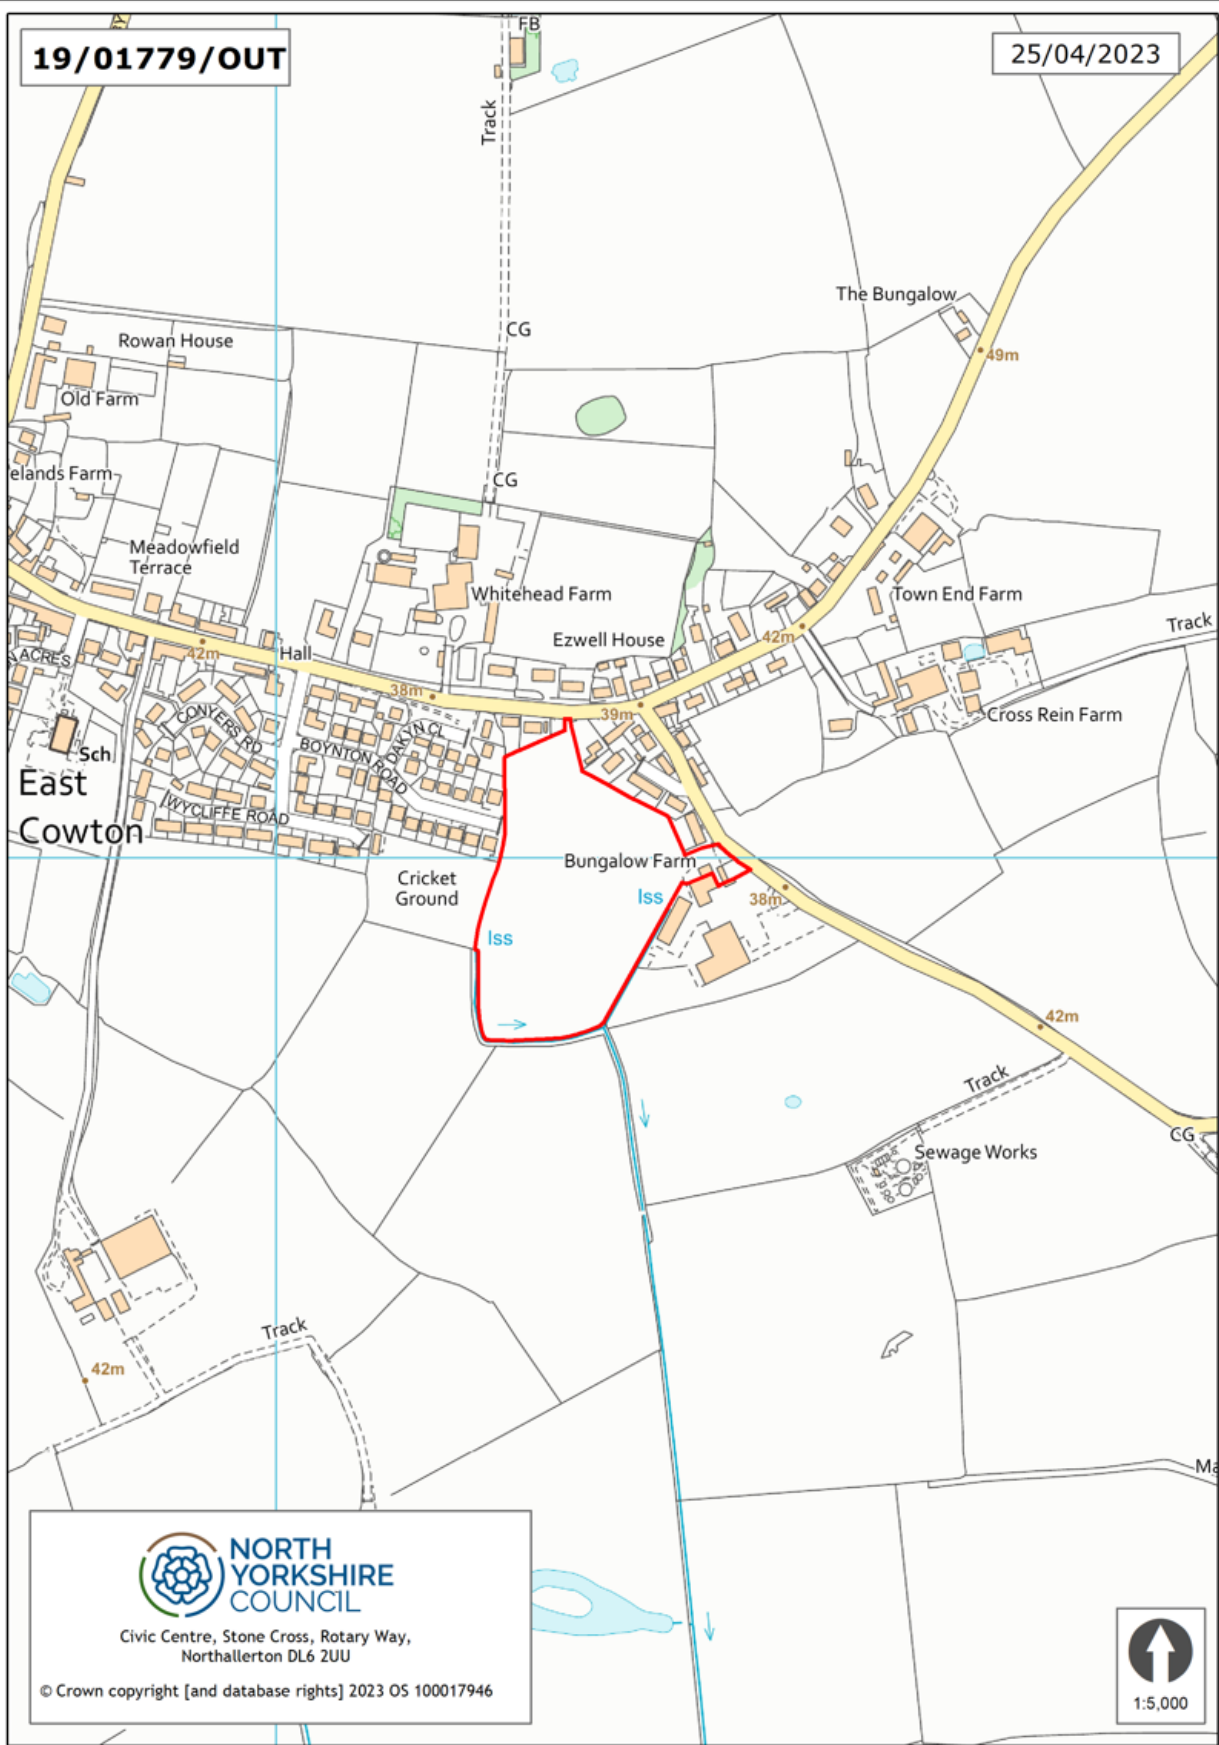 19/01779/OUT
25/04/2023
FB
Track
The Bungalow
CG
Rowan House
49m
Old Farm
elands Farm
CG
Meadowfield
Terrace
Whitehead Farm
Town End Farm
Ezwell House
Track
42m
ACRES
42m
Hall
38m
39m
CONYERS RD
DAKYN CL
BOYNTON ROAD
Cross Rein Farm
Sch
East
Cowton
WYCLIFFE ROAD
Bungalow Farm
Cricket
Ground
Iss
38m
Iss
42m
Track
CG
Sewage Works
Track
42m
Ma
NORTH
YORKSHIRE
COUNCIL
Civic Centre, Stone Cross, Rotary Way,
Northallerton DL6 2UU
© Crown copyright [and database rights] 2023 OS 100017946
1:5,000